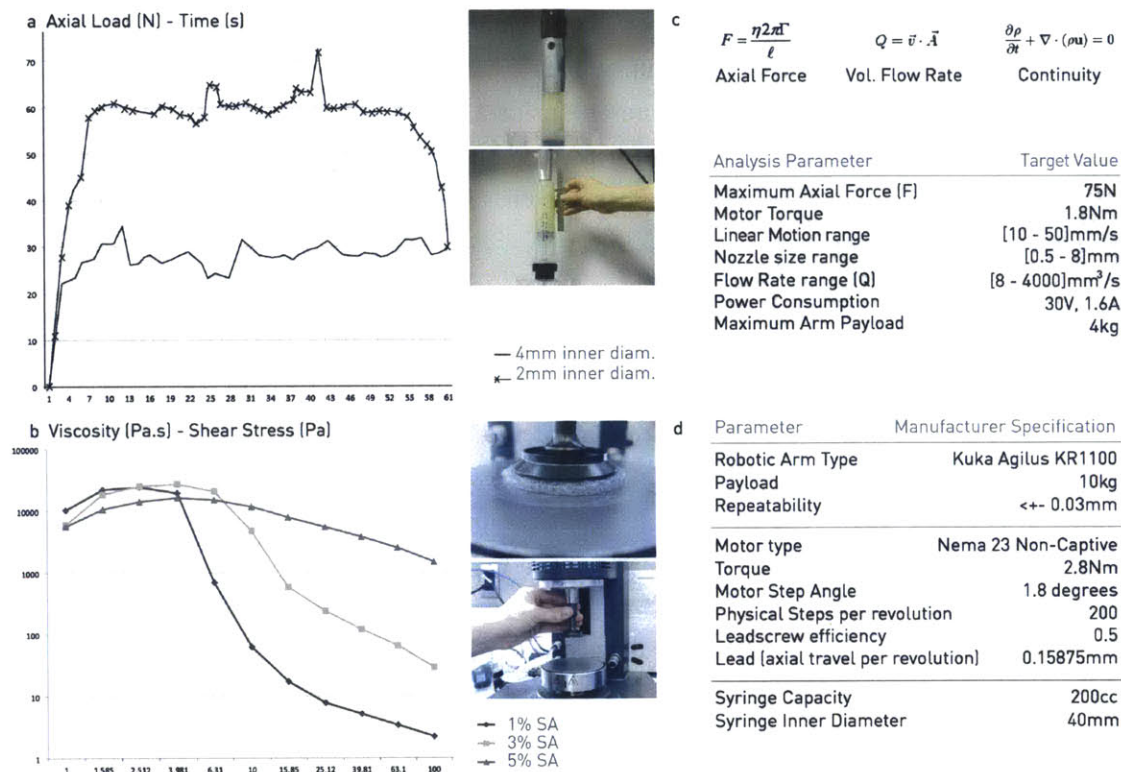 a Axial Load (N) - Time (s)
70
60
50
40
30
20
10
0
1 4 7 10 13 16 19 22 25 28 31 34 37 40 43 46 49 52 55 58 61
4mm inner diam.
2mm inner diam.
b Viscosity (Pa.s) - Shear Stress (Pa)
100000
10000
1000
100
10
1
1 1.585 2.512 3.981 6.31 10 15.85 25.12 39.81 63.1 100
1% SA
3% SA
5% SA
c
F = η2πΓ / ℓ
Q = v⃗ · A⃗
∂ρ/∂t + ∇ · (ρu) = 0
Axial Force Vol. Flow Rate Continuity
Analysis Parameter Target Value
Maximum Axial Force (F) 75N
Motor Torque 1.8Nm
Linear Motion range [10 - 50]mm/s
Nozzle size range [0.5 - 8]mm
Flow Rate range (Q) [8 - 4000]mm³/s
Power Consumption 30V, 1.6A
Maximum Arm Payload 4kg
d Parameter Manufacturer Specification
Robotic Arm Type Kuka Agilus KR1100
Payload 10kg
Repeatability <+- 0.03mm
Motor type Nema 23 Non-Captive
Torque 2.8Nm
Motor Step Angle 1.8 degrees
Physical Steps per revolution 200
Leadscrew efficiency 0.5
Lead (axial travel per revolution) 0.15875mm
Syringe Capacity 200cc
Syringe Inner Diameter 40mm